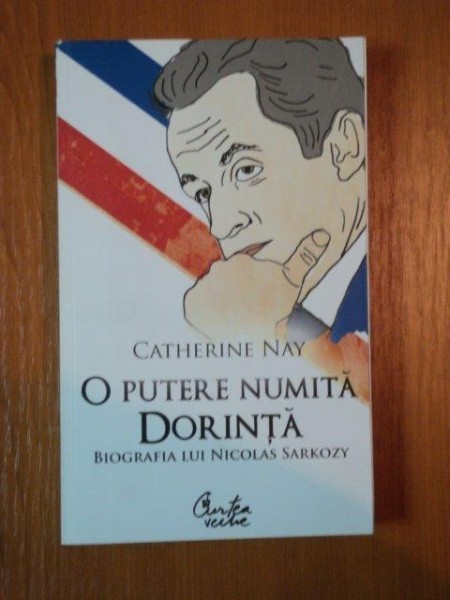 CATHERINE NAY
O PUTERE NUMITĂ
DORINȚĂ
BIOGRAFIA LUI NICOLAS SARKOZY
Curtea
veche